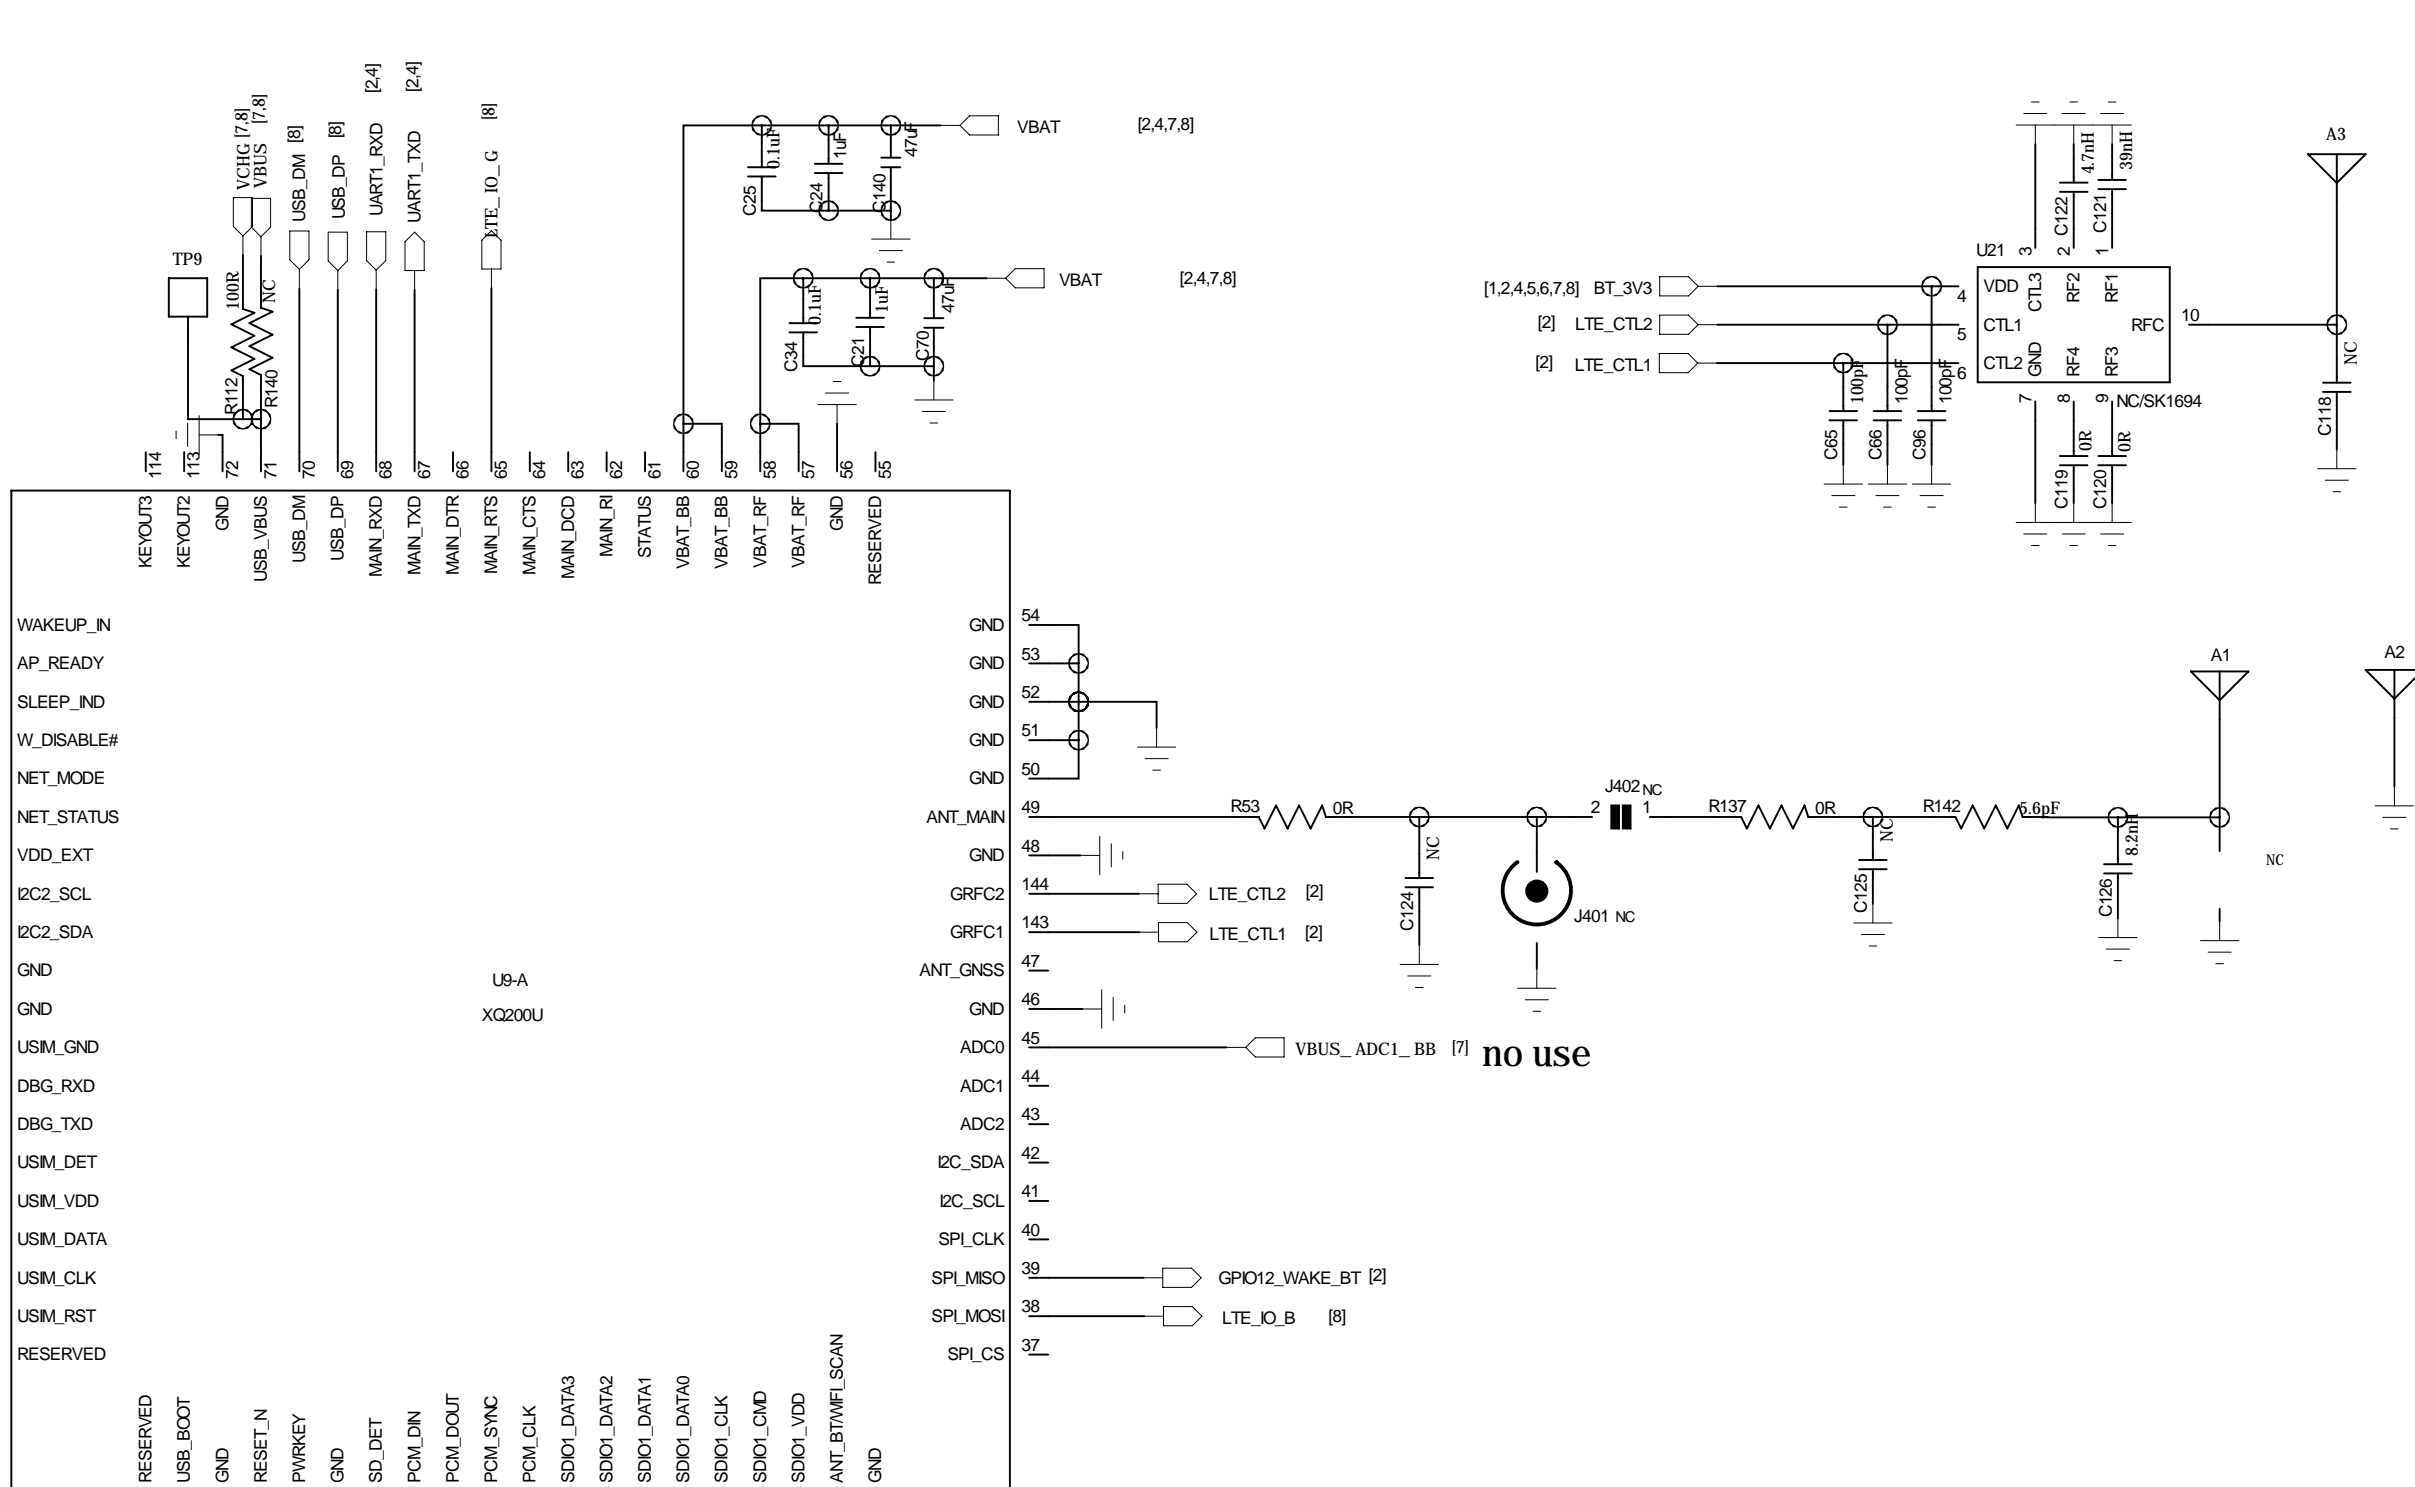 VCHG [7,8]
VBUS [7,8]
USB_DM [8]
USB_DP [8]
UART1_RXD [2,4]
UART1_TXD [2,4]
LTE_IO_G [8]
TP9
100R
NC
R112
R140
0.1uF
1uF
47uF
C25
C24
C140
VBAT [2,4,7,8]
0.1uF
1uF
47uF
C34
C21
C70
VBAT [2,4,7,8]
4.7nH
39nH
C122
C121
A3
U21
3
2
1
[1,2,4,5,6,7,8] BT_3V3
4
VDD
CTL3
RF2
RF1
[2] LTE_CTL2
5
CTL1
RFC
10
[2] LTE_CTL1
6
CTL2
GND
RF4
RF3
NC
C118
100pF
100pF
100pF
C65
C66
C96
7
8
9
NC/SK1694
0R
0R
C119
C120
114
113
72
71
70
69
68
67
66
65
64
63
62
61
60
59
58
57
56
55
KEYOUT3
KEYOUT2
GND
USB_VBUS
USB_DM
USB_DP
MAIN_RXD
MAIN_TXD
MAIN_DTR
MAIN_RTS
MAIN_CTS
MAIN_DCD
MAIN_RI
STATUS
VBAT_BB
VBAT_BB
VBAT_RF
VBAT_RF
GND
RESERVED
WAKEUP_IN
AP_READY
SLEEP_IND
W_DISABLE#
NET_MODE
NET_STATUS
VDD_EXT
I2C2_SCL
I2C2_SDA
GND
GND
USIM_GND
DBG_RXD
DBG_TXD
USIM_DET
USIM_VDD
USIM_DATA
USIM_CLK
USIM_RST
RESERVED
U9-A
XQ200U
GND 54
GND 53
GND 52
GND 51
GND 50
ANT_MAIN 49
GND 48
GRFC2 144 LTE_CTL2 [2]
GRFC1 143 LTE_CTL1 [2]
ANT_GNSS 47
GND 46
ADC0 45 VBUS_ADC1_BB [7] no use
ADC1 44
ADC2 43
I2C_SDA 42
I2C_SCL 41
SPI_CLK 40
SPI_MISO 39 GPIO12_WAKE_BT [2]
SPI_MOSI 38 LTE_IO_B [8]
SPI_CS 37
A1
A2
R53 0R
J402 NC
2 1
R137 0R
R142 5.6pF
NC
C124
J401 NC
NC
C125
8.2nH
C126
NC
RESERVED
USB_BOOT
GND
RESET_N
PWRKEY
GND
SD_DET
PCM_DIN
PCM_DOUT
PCM_SYNC
PCM_CLK
SDIO1_DATA3
SDIO1_DATA2
SDIO1_DATA1
SDIO1_DATA0
SDIO1_CLK
SDIO1_CMD
SDIO1_VDD
ANT_BT/WIFI_SCAN
GND